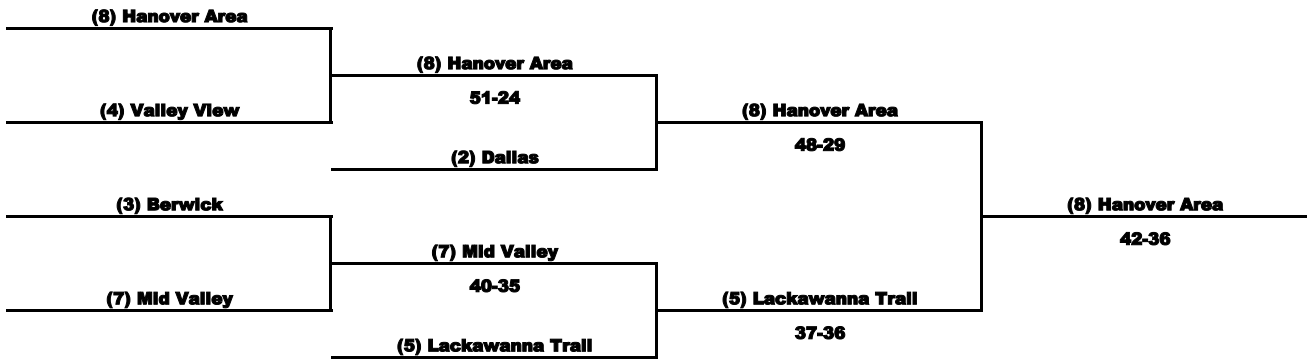 (8) Hanover Area
(8) Hanover Area
51-24
(4) Valley View
(8) Hanover Area
48-29
(2) Dallas
(3) Berwick
(8) Hanover Area
42-36
(7) Mid Valley
40-35
(7) Mid Valley
(5) Lackawanna Trail
37-36
(5) Lackawanna Trail